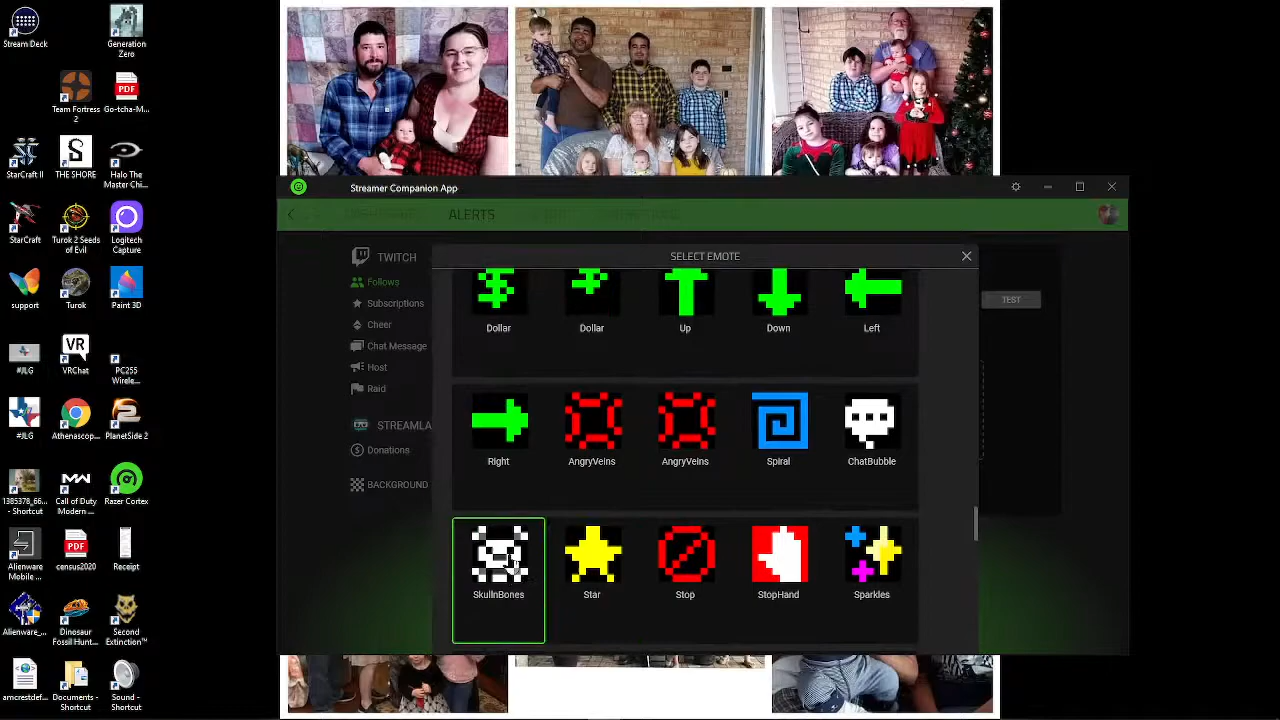 Stream Deck
Generation
Zero
Team Fortress
2
Go-tcha-M...
StarCraft II
THE SHORE
Halo The
Master Chi...
StarCraft
Turok 2 Seeds
of Evil
Logitech
Capture
support
Turok
Paint 3D
#JLG
VRChat
PC255
Wirele...
#JLG
Athenascop...
PlanetSide 2
1385378_66...
- Shortcut
Call of Duty
Modern ...
Razer Cortex
Alienware
Mobile ...
census2020
Receipt
Alienware_...
Dinosaur
Fossil Hunt...
Second
Extinction™
amcrestdef...
Documents -
Shortcut
Sound -
Shortcut
Streamer Companion App
ALERTS
TWITCH
Follows
Subscriptions
Cheer
Chat Message
Host
Raid
STREAMLA
Donations
BACKGROUND
SELECT EMOTE
TEST
Dollar
Dollar
Up
Down
Left
Right
AngryVeins
AngryVeins
Spiral
ChatBubble
SkullnBones
Star
Stop
StopHand
Sparkles